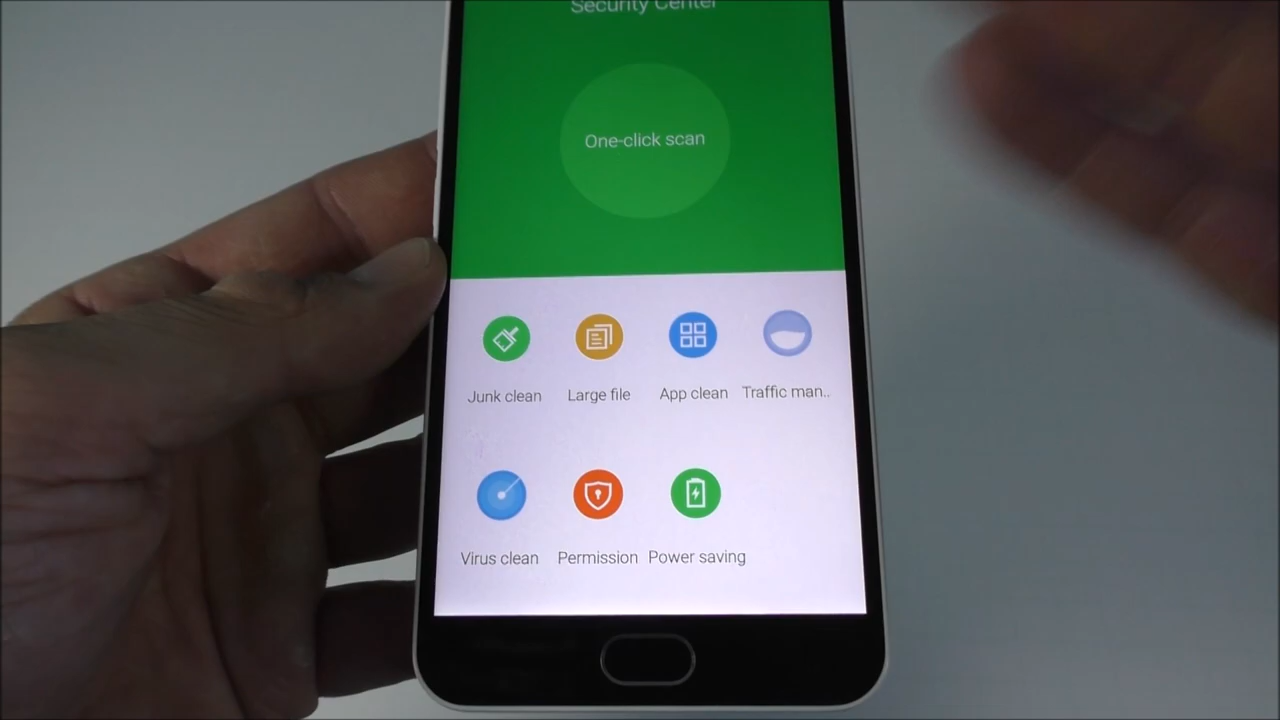 Security Center
One-click scan
Junk clean
Large file
App clean
Traffic man..
Virus clean
Permission
Power saving